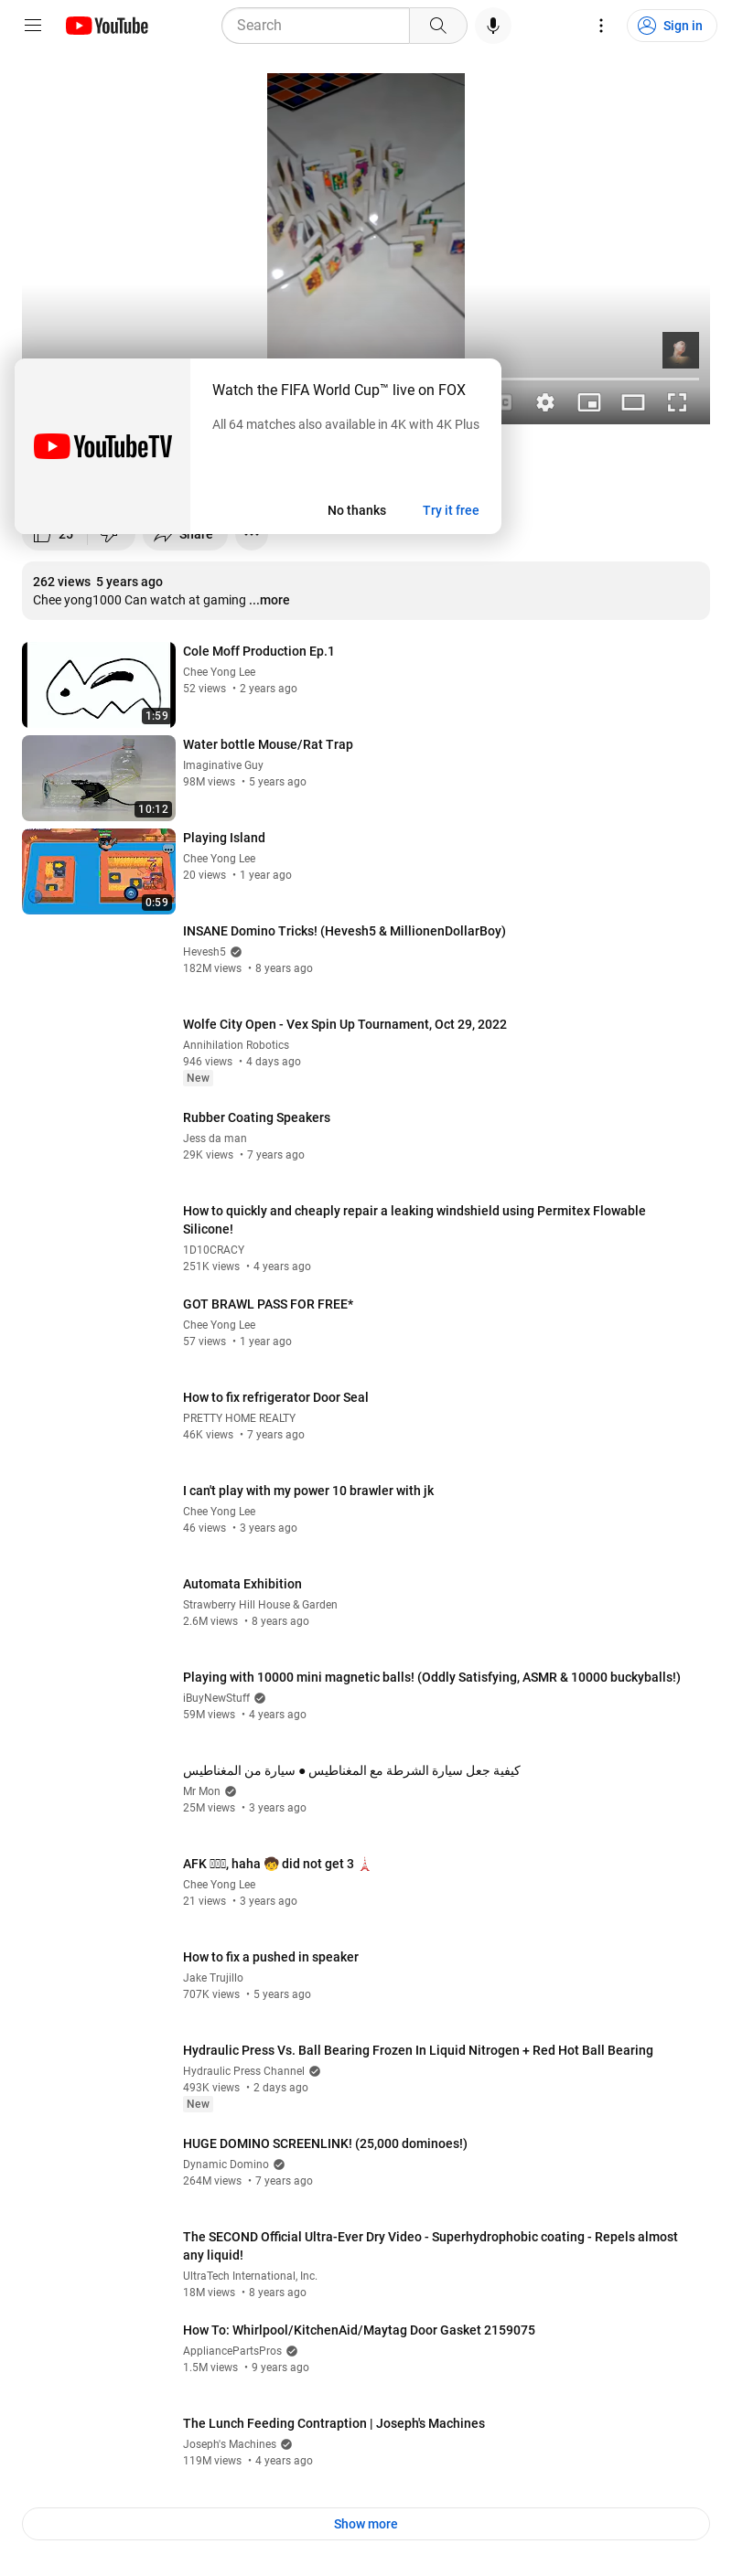 YouTube
Search
Sign in
Watch the FIFA World Cup™ live on FOX
All 64 matches also available in 4K with 4K Plus
YouTubeTV
No thanks
Try it free
25
Share
262 views 5 years ago
Chee yong1000 Can watch at gaming ...more
Cole Moff Production Ep.1
Chee Yong Lee
52 views • 2 years ago
1:59
Water bottle Mouse/Rat Trap
Imaginative Guy
98M views • 5 years ago
10:12
Playing Island
Chee Yong Lee
20 views • 1 year ago
0:59
INSANE Domino Tricks! (Hevesh5 & MillionenDollarBoy)
Hevesh5
182M views • 8 years ago
Wolfe City Open - Vex Spin Up Tournament, Oct 29, 2022
Annihilation Robotics
946 views • 4 days ago
New
Rubber Coating Speakers
Jess da man
29K views • 7 years ago
How to quickly and cheaply repair a leaking windshield using Permitex Flowable
Silicone!
1D10CRACY
251K views • 4 years ago
GOT BRAWL PASS FOR FREE*
Chee Yong Lee
57 views • 1 year ago
How to fix refrigerator Door Seal
PRETTY HOME REALTY
46K views • 7 years ago
I can't play with my power 10 brawler with jk
Chee Yong Lee
46 views • 3 years ago
Automata Exhibition
Strawberry Hill House & Garden
2.6M views • 8 years ago
Playing with 10000 mini magnetic balls! (Oddly Satisfying, ASMR & 10000 buckyballs!)
iBuyNewStuff
59M views • 4 years ago
كيفية جعل سيارة الشرطة مع المغناطيس ● سيارة من المغناطيس
Mr Mon
25M views • 3 years ago
AFK , haha 🧒 did not get 3 🗼
Chee Yong Lee
21 views • 3 years ago
How to fix a pushed in speaker
Jake Trujillo
707K views • 5 years ago
Hydraulic Press Vs. Ball Bearing Frozen In Liquid Nitrogen + Red Hot Ball Bearing
Hydraulic Press Channel
493K views • 2 days ago
New
HUGE DOMINO SCREENLINK! (25,000 dominoes!)
Dynamic Domino
264M views • 7 years ago
The SECOND Official Ultra-Ever Dry Video - Superhydrophobic coating - Repels almost
any liquid!
UltraTech International, Inc.
18M views • 8 years ago
How To: Whirlpool/KitchenAid/Maytag Door Gasket 2159075
AppliancePartsPros
1.5M views • 9 years ago
The Lunch Feeding Contraption | Joseph's Machines
Joseph's Machines
119M views • 4 years ago
Show more